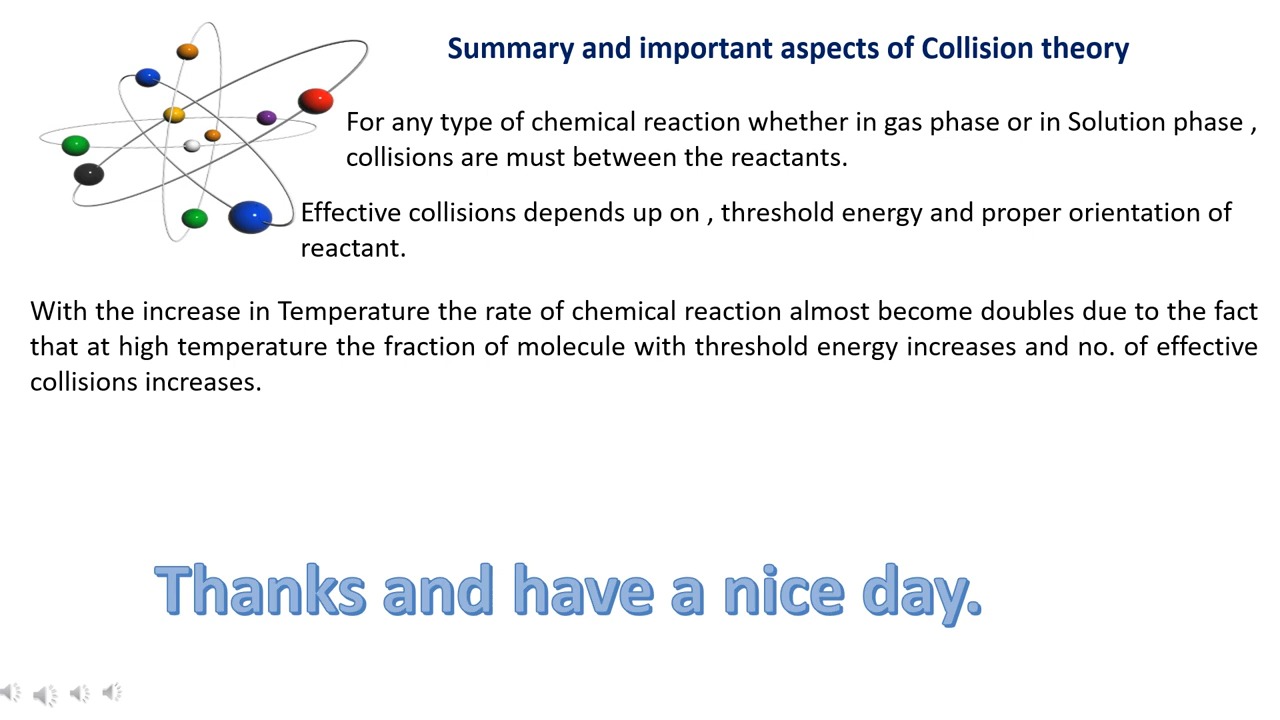 Summary and important aspects of Collision theory
For any type of chemical reaction whether in gas phase or in Solution phase ,
collisions are must between the reactants.
Effective collisions depends up on , threshold energy and proper orientation of
reactant.
With the increase in Temperature the rate of chemical reaction almost become doubles due to the fact
that at high temperature the fraction of molecule with threshold energy increases and no. of effective
collisions increases.
Thanks and have a nice day.